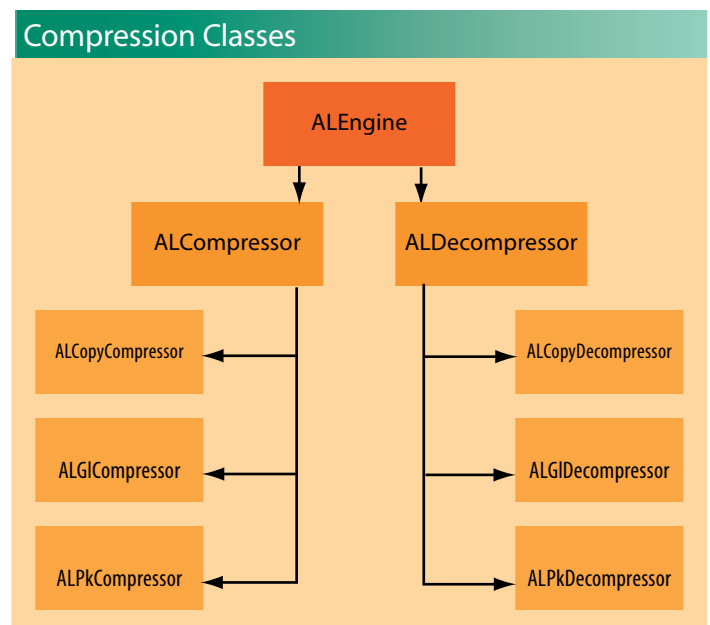 Compression Classes
ALEngine
ALCompressor
ALDecompressor
ALCopyCompressor
ALCopyDecompressor
ALGlCompressor
ALGlDecompressor
ALPkCompressor
ALPkDecompressor